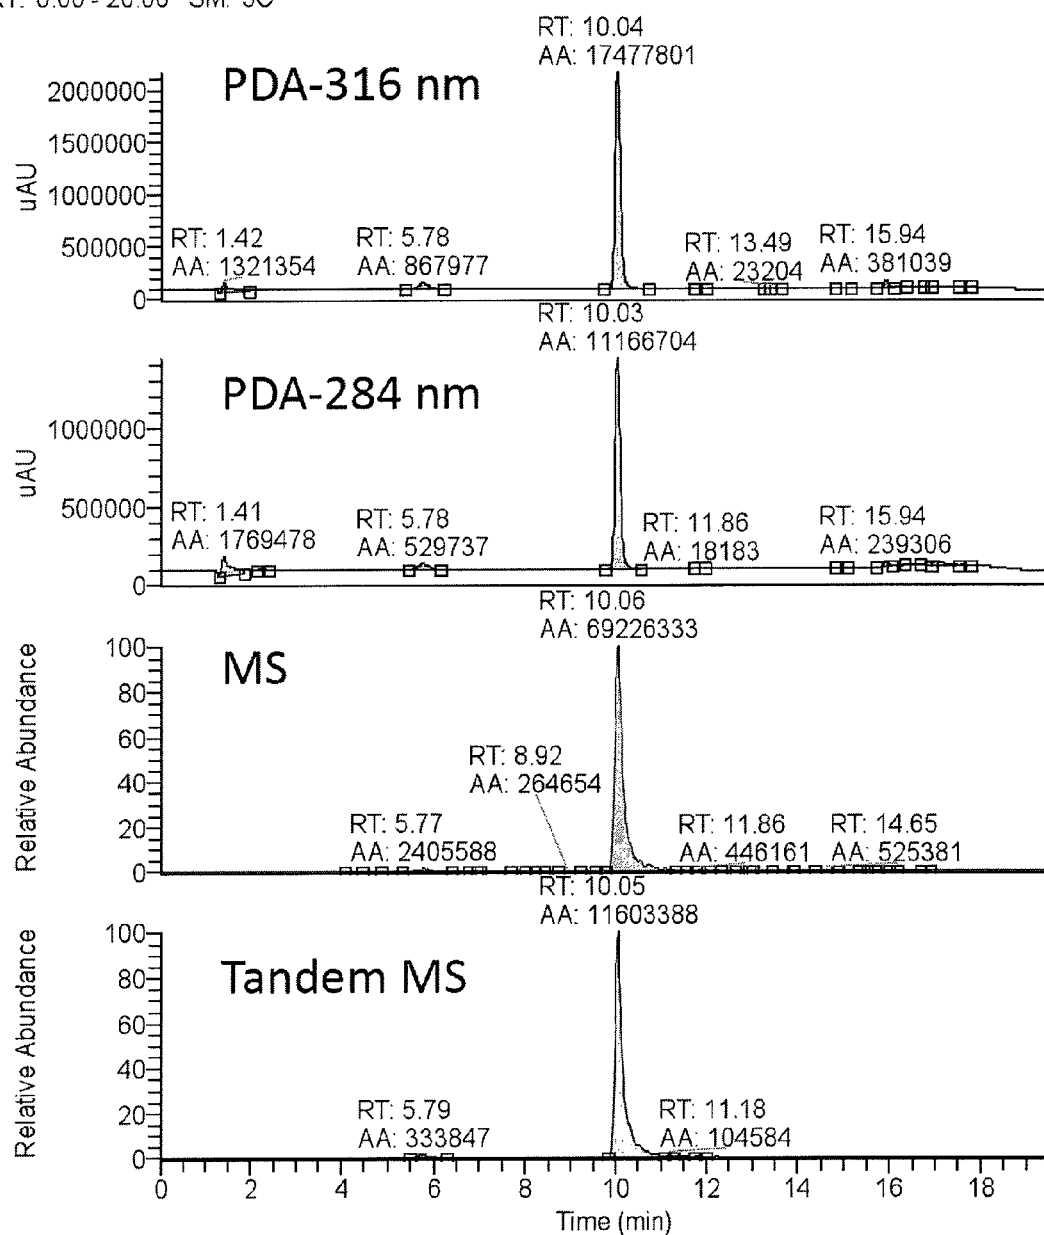 RT: 0.00 - 20.00 SM: 5G
RT: 10.04
AA: 17477801
PDA-316 nm
2000000
1500000
1000000
500000
0
uAU
RT: 1.42
AA: 1321354
RT: 5.78
AA: 867977
RT: 13.49
AA: 23204
RT: 15.94
AA: 381039
RT: 10.03
AA: 11166704
PDA-284 nm
1000000
500000
0
uAU
RT: 1.41
AA: 1769478
RT: 5.78
AA: 529737
RT: 11.86
AA: 18183
RT: 15.94
AA: 239306
RT: 10.06
AA: 69226333
MS
100
80
60
40
20
0
Relative Abundance
RT: 8.92
AA: 264654
RT: 5.77
AA: 2405588
RT: 11.86
AA: 446161
RT: 14.65
AA: 525381
RT: 10.05
AA: 11603388
Tandem MS
100
80
60
40
20
0
Relative Abundance
RT: 5.79
AA: 333847
RT: 11.18
AA: 104584
0 2 4 6 8 10 12 14 16 18
Time (min)